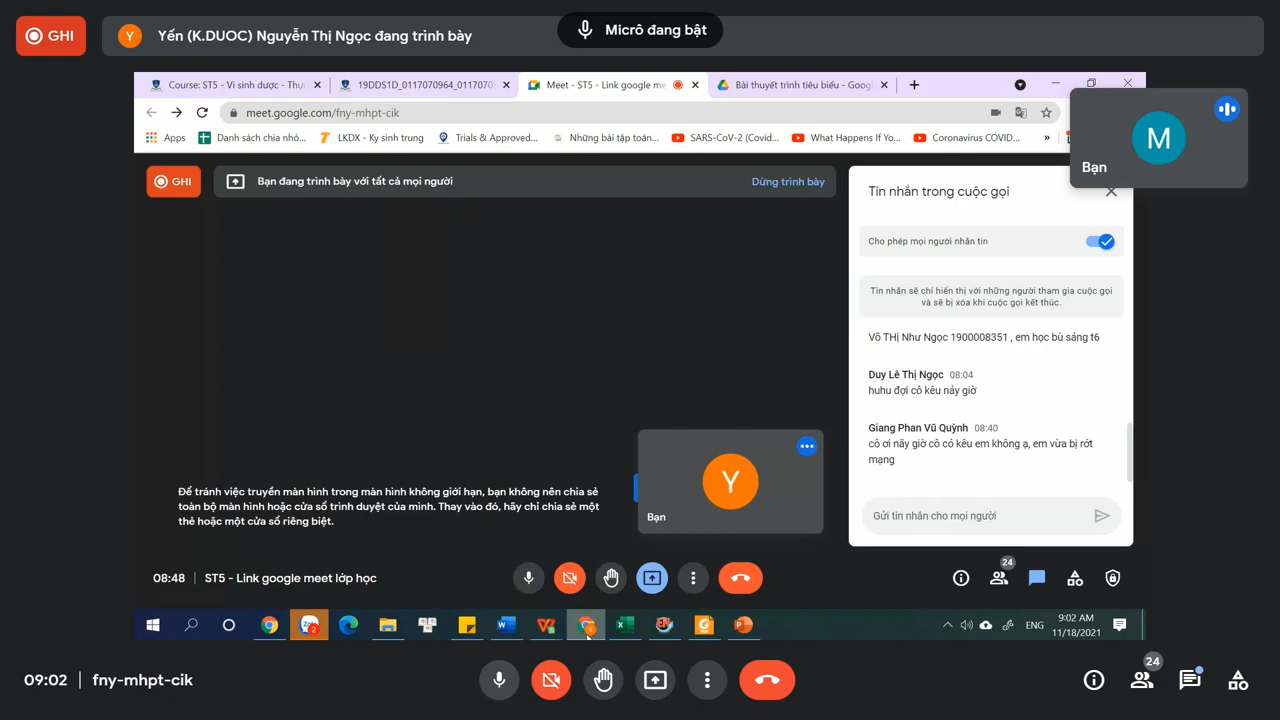 GHI
Y
Yến (K.DUOC) Nguyễn Thị Ngọc đang trình bày
Micrô đang bật
Course: ST5 - Vi sinh dược - Thự
19DDS1D_0117070964_011707
Meet - ST5 - Link google me
Bài thuyết trình tiêu biểu - Goog
meet.google.com/fny-mhpt-cik
Apps
Danh sách chia nhó...
LKDX - Ky sinh trung
Trials & Approved...
Những bài tập toán...
SARS-CoV-2 (Covid...
What Happens If Yo...
Coronavirus COVID...
»
M
Bạn
GHI
Bạn đang trình bày với tất cả mọi người
Dừng trình bày
Tin nhắn trong cuộc gọi
Cho phép mọi người nhắn tin
Tin nhắn sẽ chỉ hiển thị với những người tham gia cuộc gọi
và sẽ bị xóa khi cuộc gọi kết thúc.
Võ THị Như Ngọc 1900008351 , em học bù sáng t6
Duy Lê Thị Ngọc 08:04
huhu đợi cô kêu nảy giờ
Giang Phan Vũ Quỳnh 08:40
cô ơi nãy giờ cô có kêu em không ạ, em vừa bị rớt
mạng
Gửi tin nhắn cho mọi người
Để tránh việc truyền màn hình trong màn hình không giới hạn, bạn không nên chia sẻ
toàn bộ màn hình hoặc cửa sổ trình duyệt của mình. Thay vào đó, hãy chỉ chia sẻ một
thẻ hoặc một cửa sổ riêng biệt.
Y
Bạn
08:48 | ST5 - Link google meet lớp học
24
2
ENG
9:02 AM
11/18/2021
09:02 | fny-mhpt-cik
24